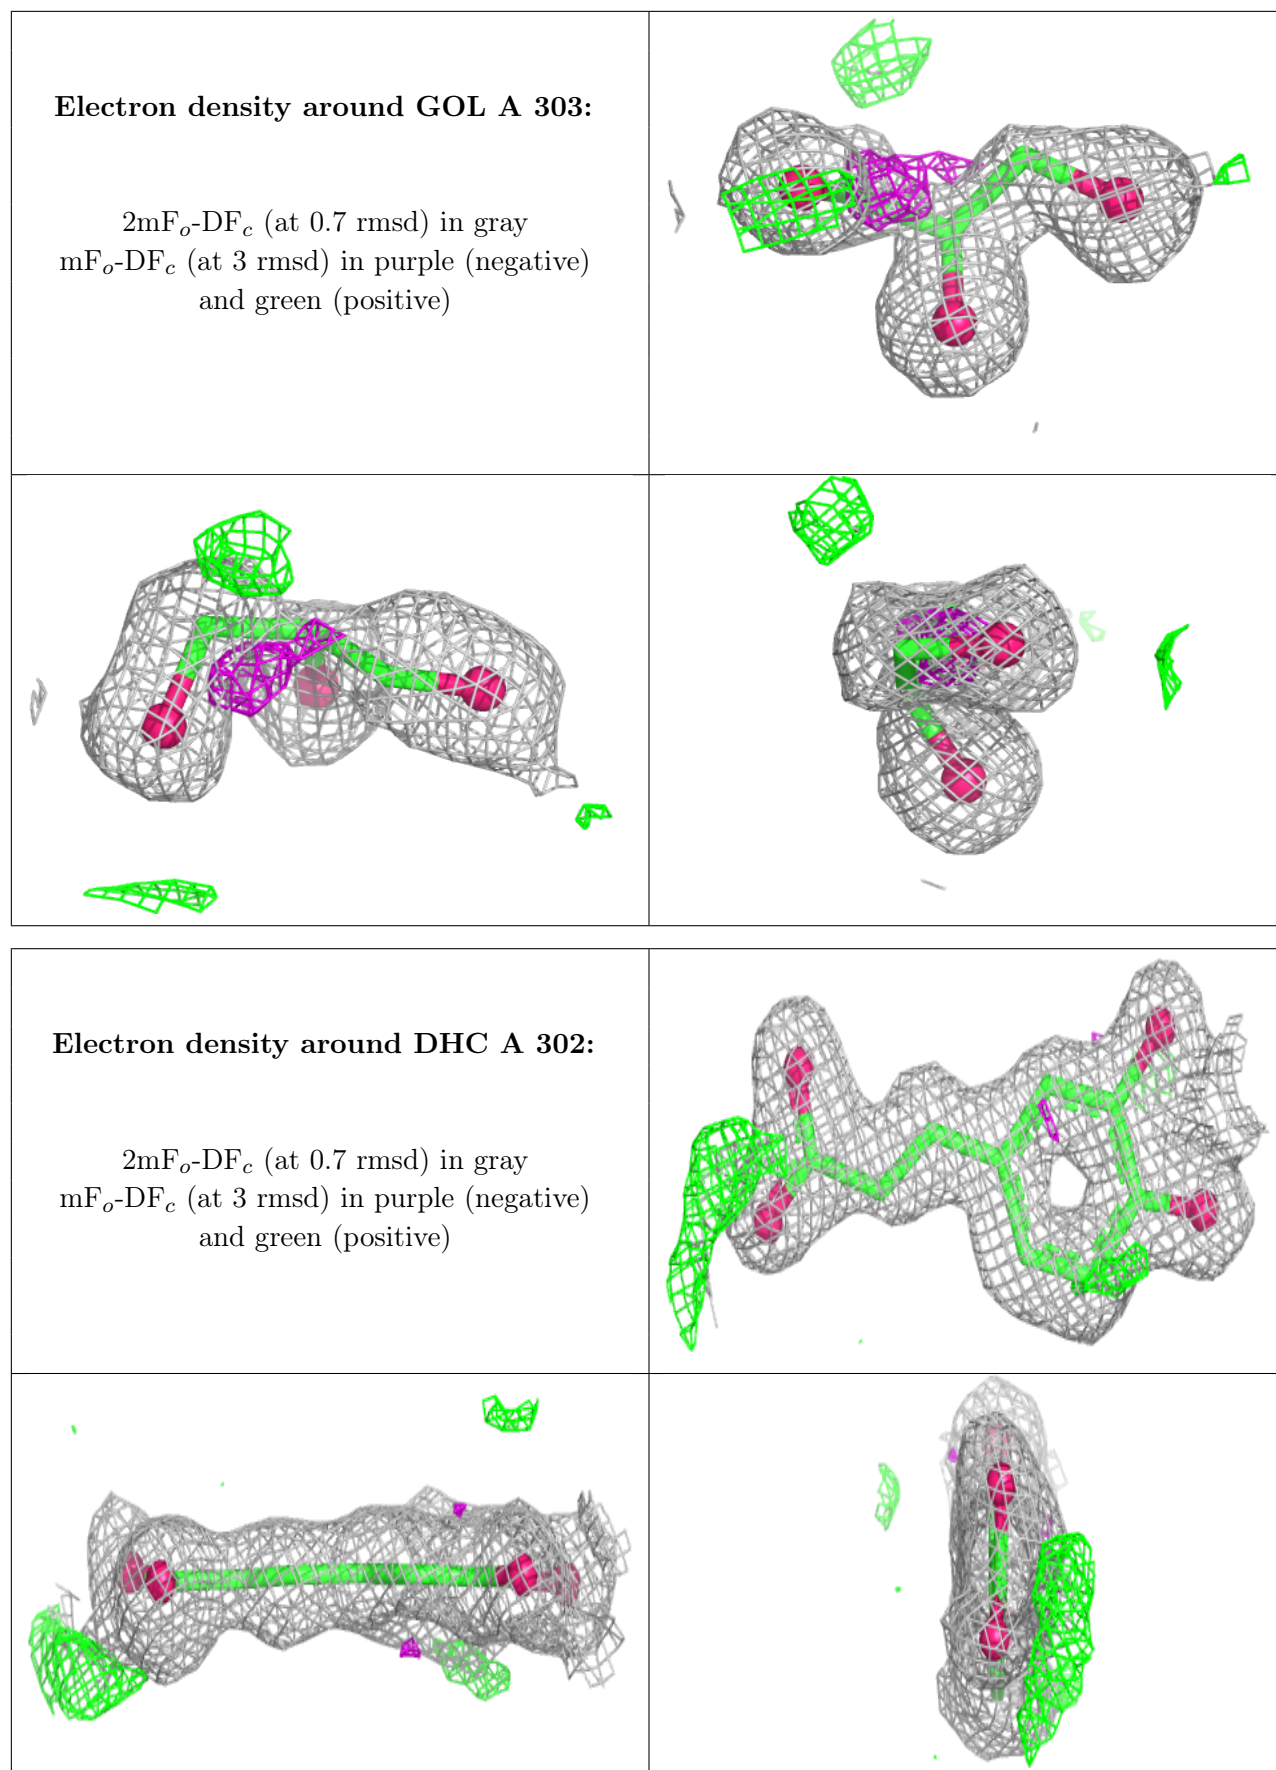 Electron density around GOL A 303:
2mFo-DFc (at 0.7 rmsd) in gray
mFo-DFc (at 3 rmsd) in purple (negative)
and green (positive)
Electron density around DHC A 302:
2mFo-DFc (at 0.7 rmsd) in gray
mFo-DFc (at 3 rmsd) in purple (negative)
and green (positive)